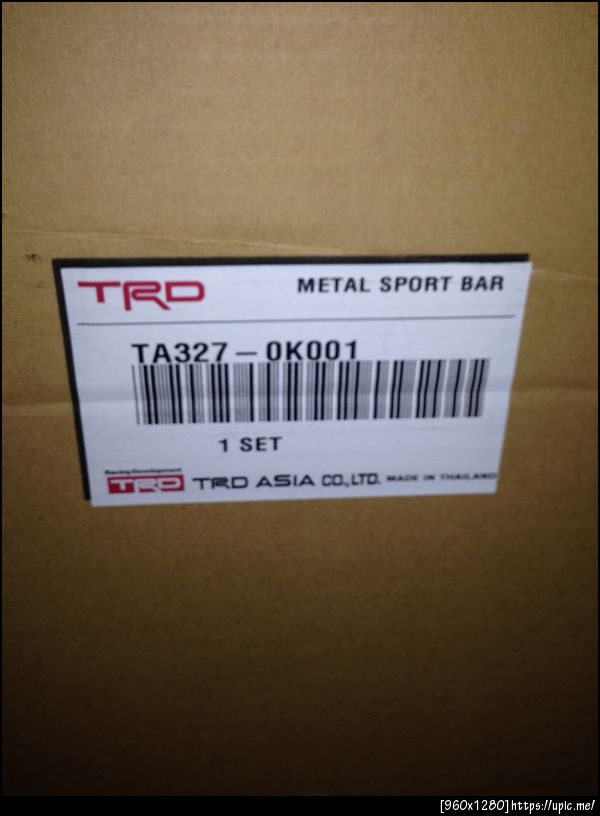 TRD METAL SPORT BAR
TA327-0K001
1 SET
Racing Development
TRD TRD ASIA CO.,LTD. MADE IN THAILAND
[960x1280]https://upic.me/